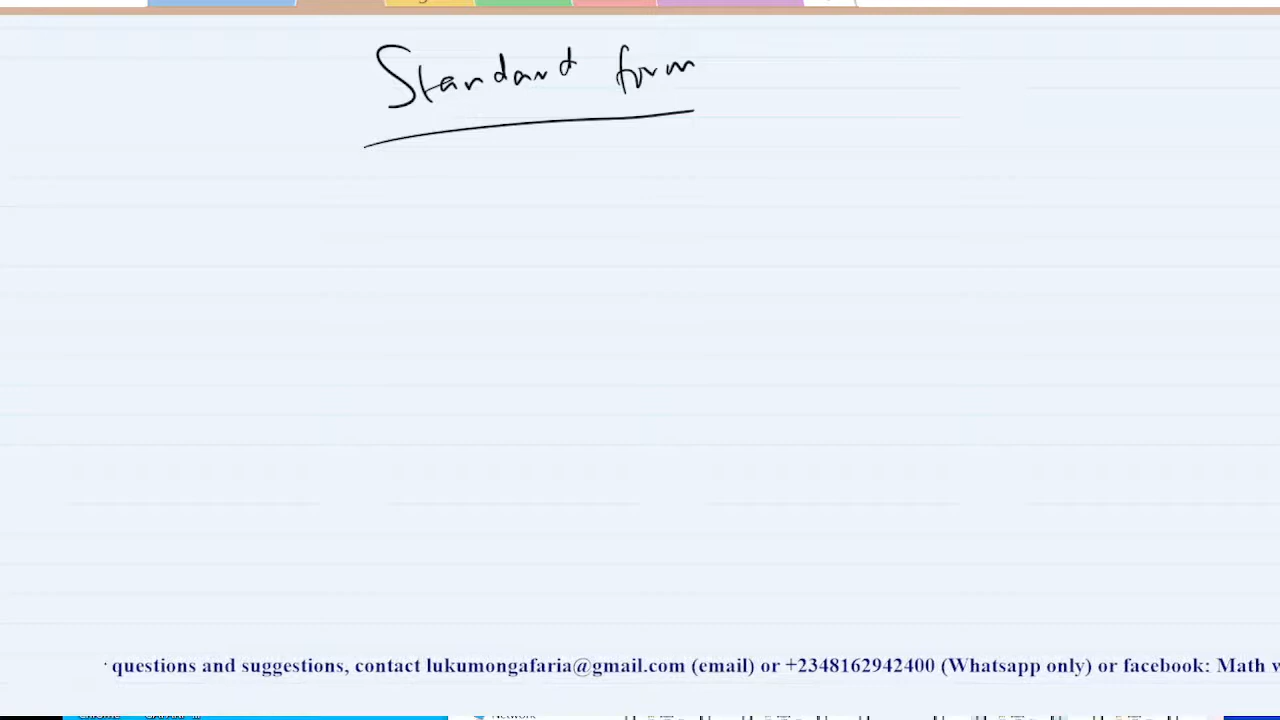 Standard form
questions and suggestions, contact lukumongafaria@gmail.com (email) or +2348162942400 (Whatsapp only) or facebook: Math